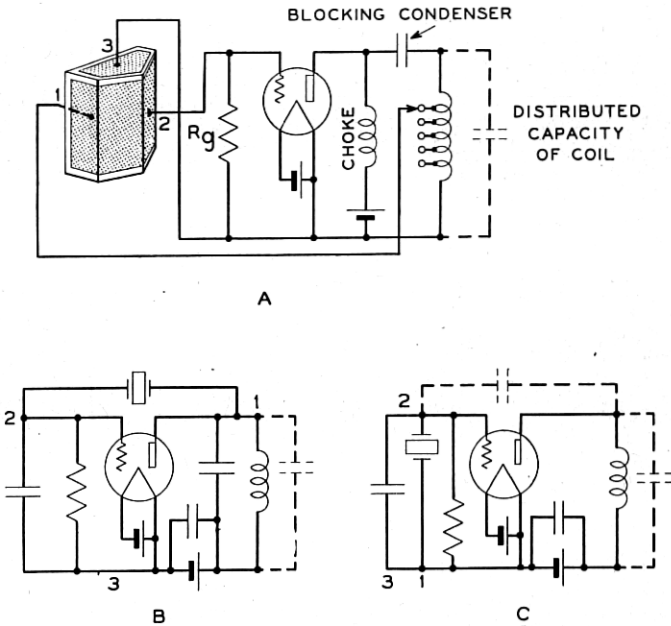 BLOCKING CONDENSER
3
1
2
Rg
CHOKE
DISTRIBUTED
CAPACITY
OF COIL
A
2
1
3
B
2
3
1
C